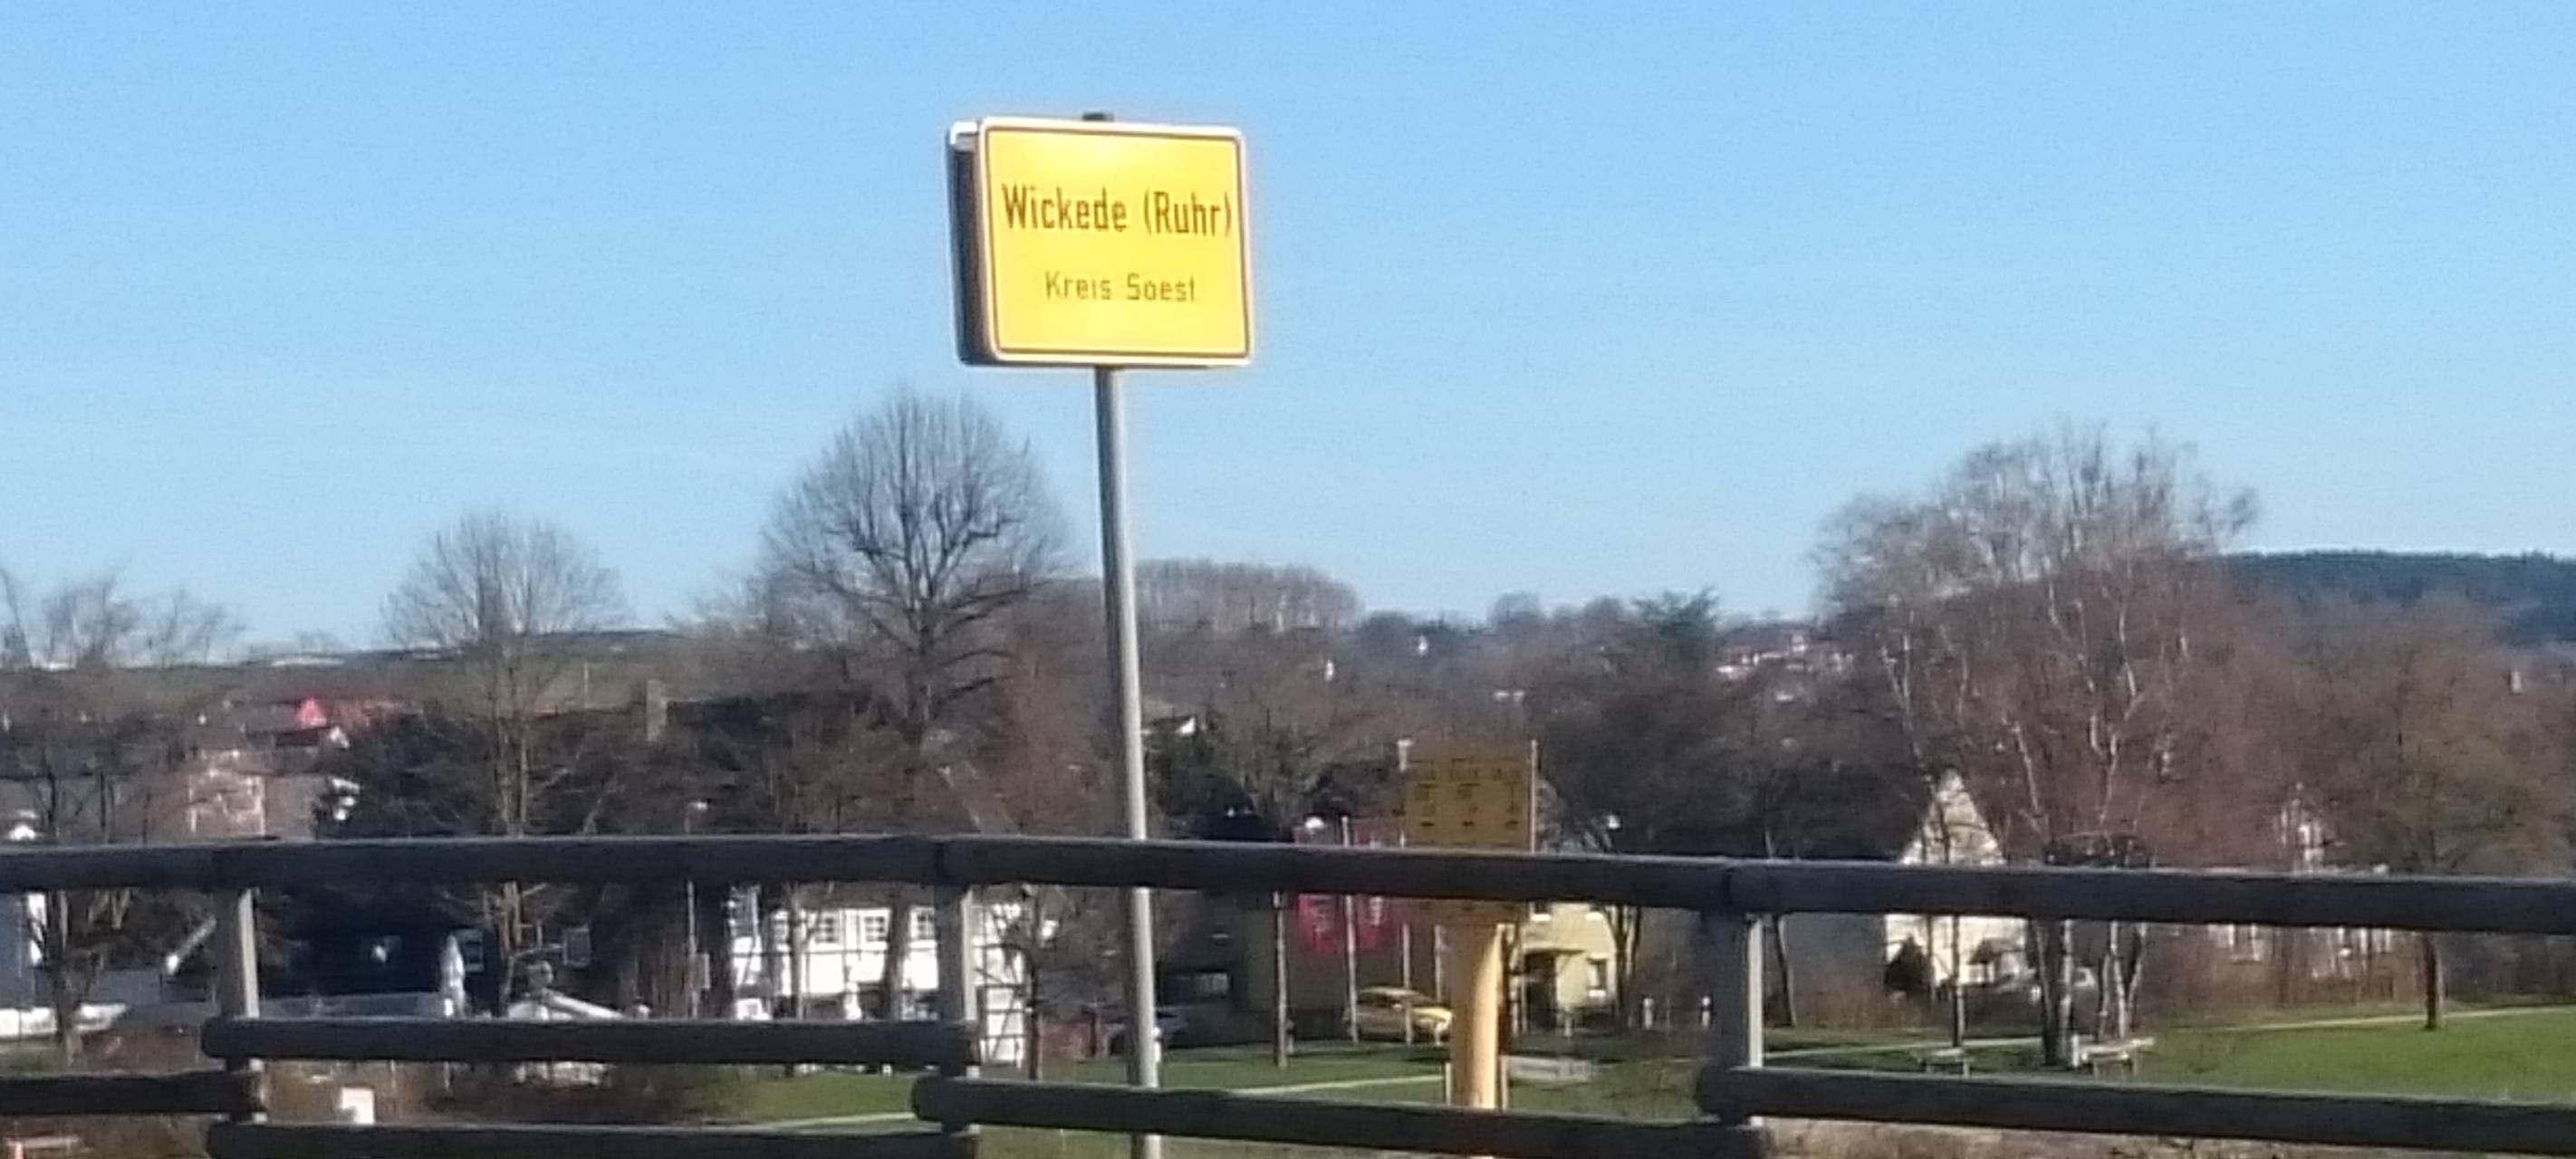 Wickede (Ruhr)
Kreis Soest